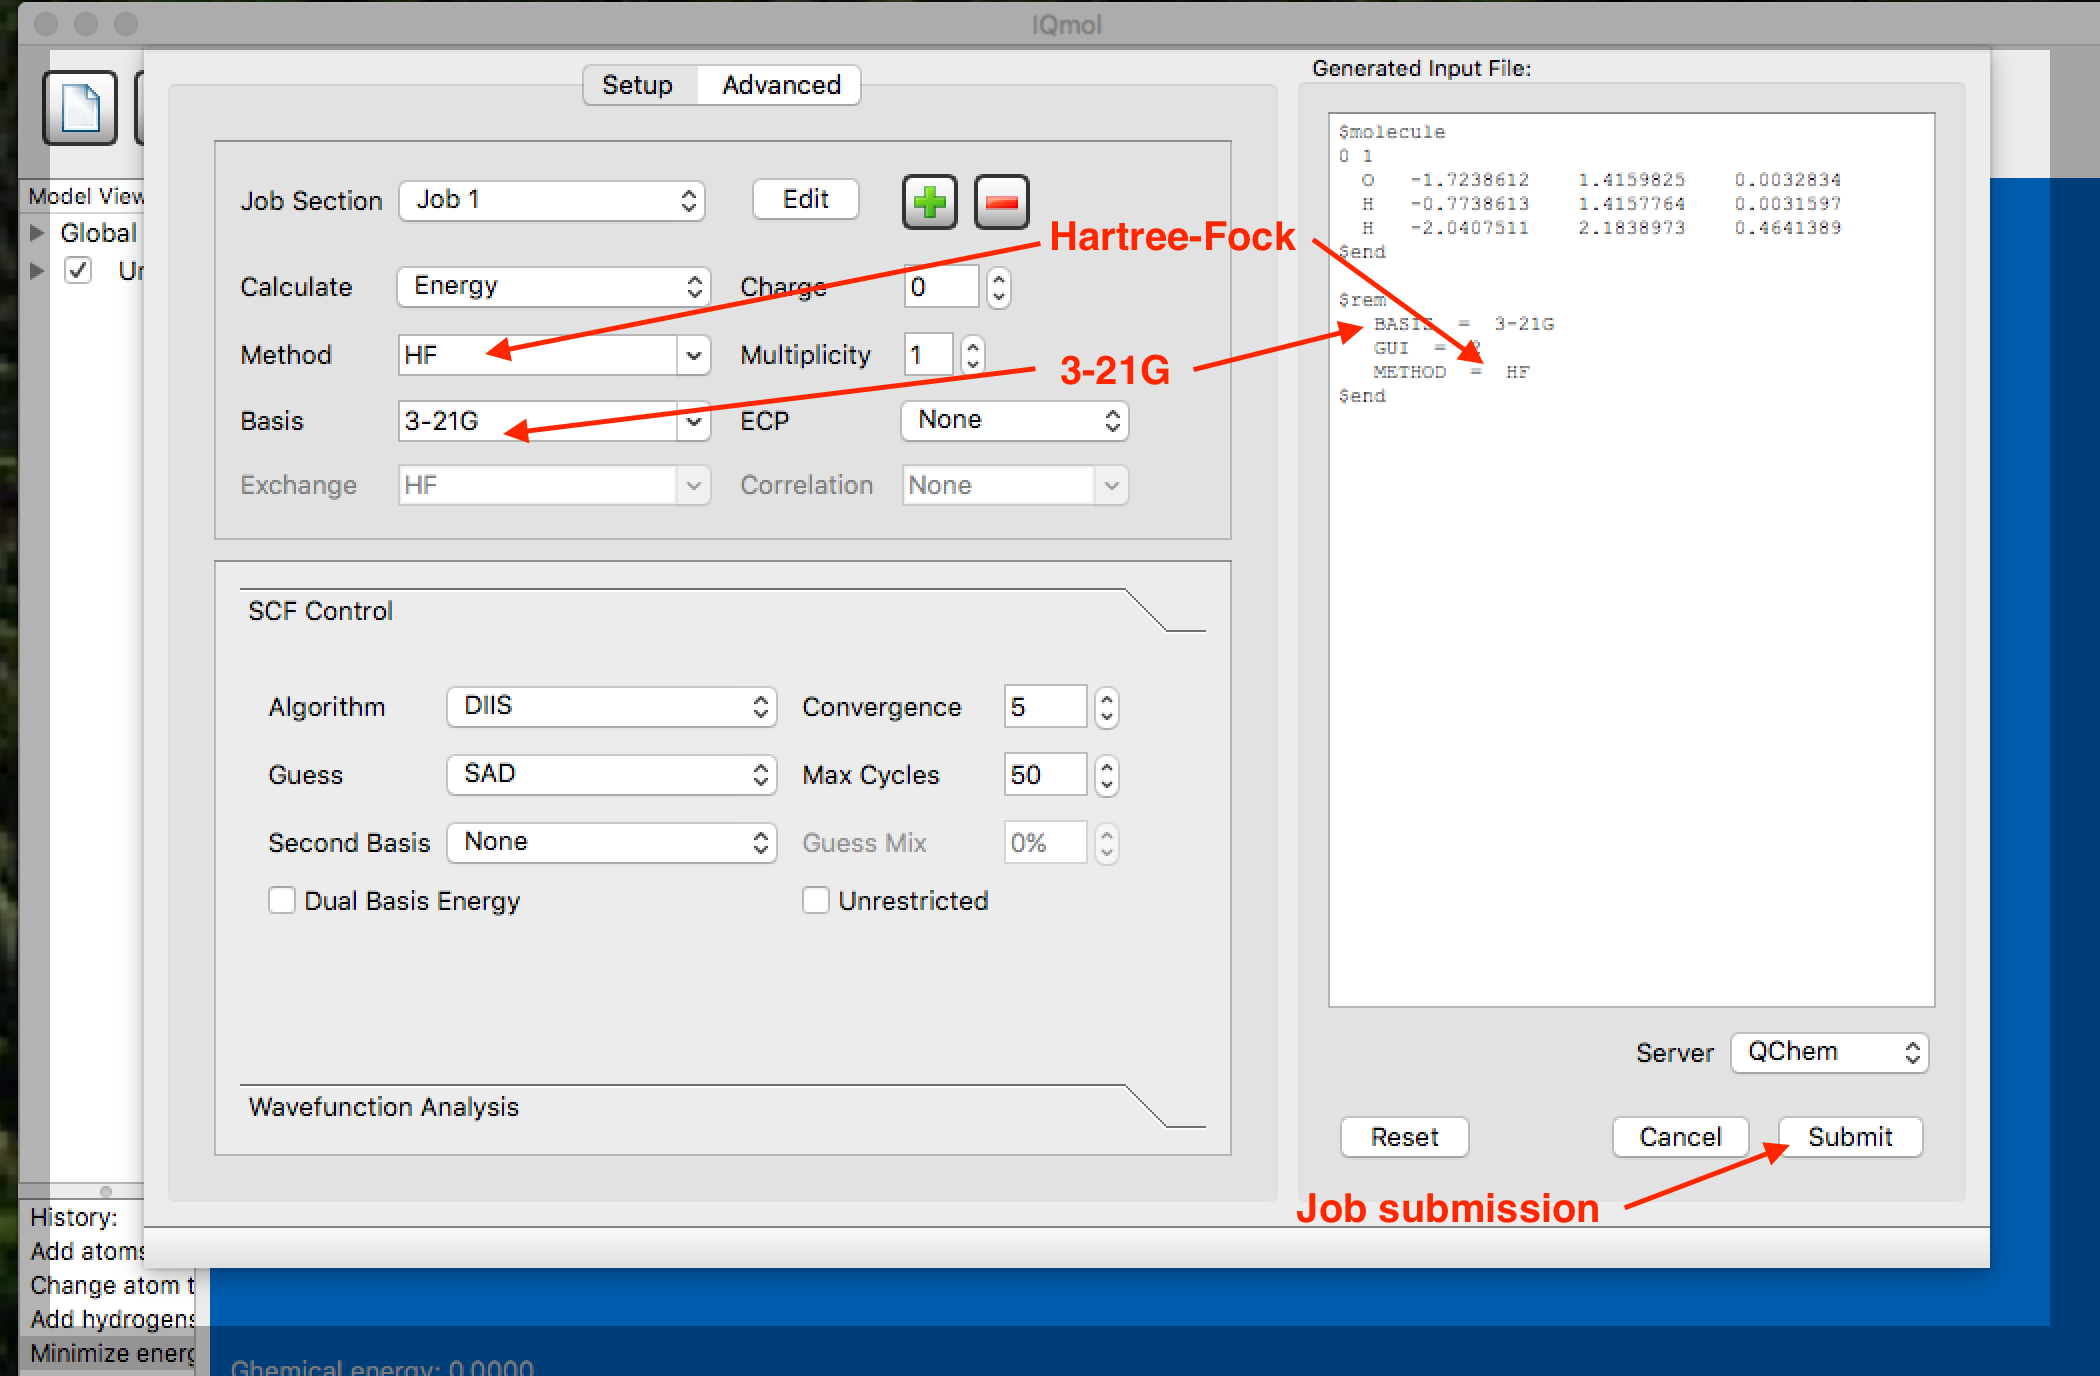 IQmol
Setup Advanced
Generated Input File:
Model View
Global
Ur
Job Section Job 1 Edit
Calculate Energy Charge 0
Method HF Multiplicity 1
Basis 3-21G ECP None
Exchange HF Correlation None
Hartree-Fock
3-21G
SCF Control
Algorithm DIIS Convergence 5
Guess SAD Max Cycles 50
Second Basis None Guess Mix 0%
Dual Basis Energy Unrestricted
Wavefunction Analysis
$molecule
0 1
O -1.7238612 1.4159825 0.0032834
H -0.7738613 1.4157764 0.0031597
H -2.0407511 2.1838973 0.4641389
$end
$rem
BASIS = 3-21G
GUI = 2
METHOD = HF
$end
Server QChem
Reset Cancel Submit
Job submission
History:
Add atoms
Change atom t
Add hydrogens
Minimize energ
Ghemical energy: 0.0000